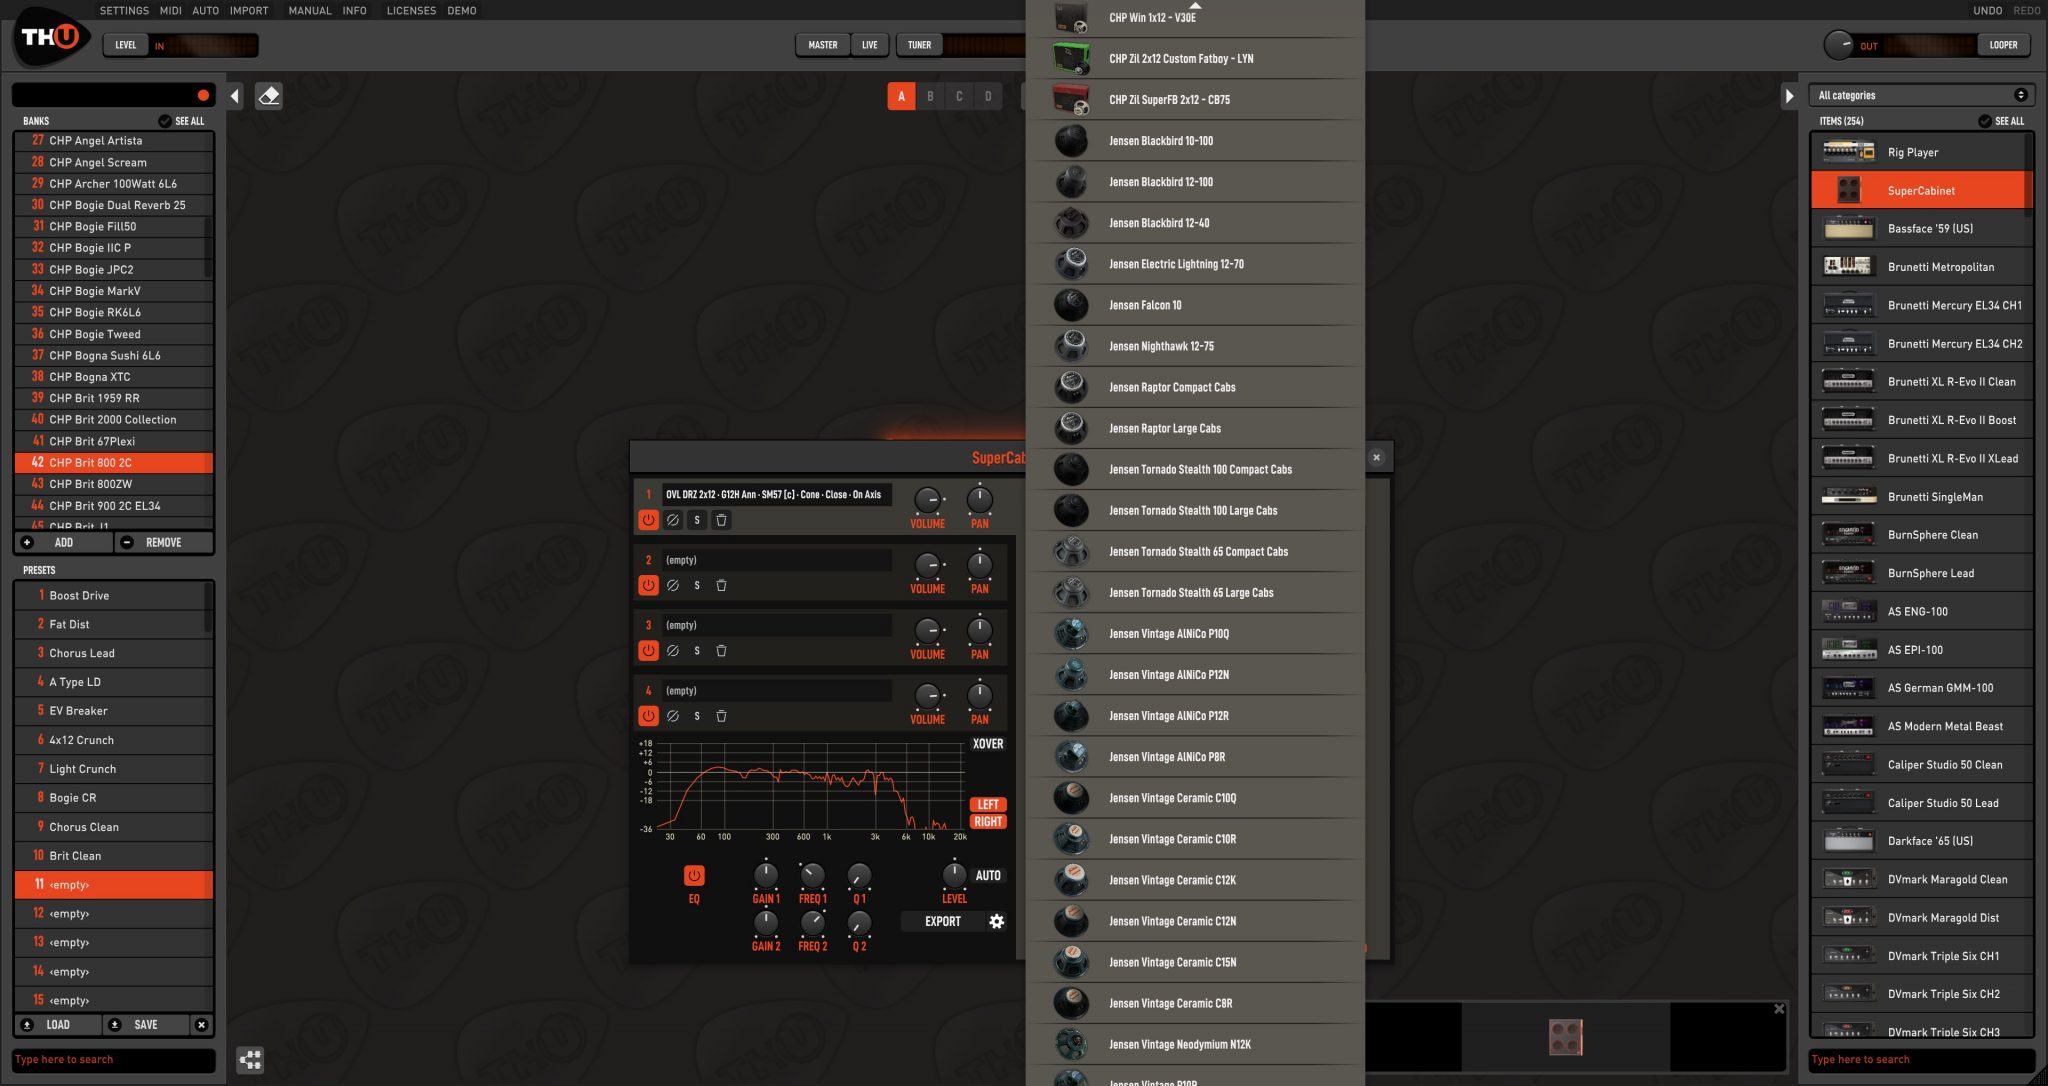 SETTINGS MIDI AUTO IMPORT MANUAL INFO LICENSES DEMO
UNDO REDO
THU
LEVEL IN
MASTER LIVE TUNER
OUT LOOPER
A B C D
BANKS SEE ALL
27 CHP Angel Artista
28 CHP Angel Scream
29 CHP Archer 100Watt 6L6
30 CHP Bogie Dual Reverb 25
31 CHP Bogie Fill50
32 CHP Bogie IIC P
33 CHP Bogie JPC2
34 CHP Bogie MarkV
35 CHP Bogie RK6L6
36 CHP Bogie Tweed
37 CHP Bogna Sushi 6L6
38 CHP Bogna XTC
39 CHP Brit 1959 RR
40 CHP Brit 2000 Collection
41 CHP Brit 67Plexi
42 CHP Brit 800 2C
43 CHP Brit 800ZW
44 CHP Brit 900 2C EL34
45 CHP Brit J1
ADD REMOVE
PRESETS
1 Boost Drive
2 Fat Dist
3 Chorus Lead
4 A Type LD
5 EV Breaker
6 4x12 Crunch
7 Light Crunch
8 Bogie CR
9 Chorus Clean
10 Brit Clean
11 <empty>
12 <empty>
13 <empty>
14 <empty>
15 <empty>
LOAD SAVE
Type here to search
SuperCab
1 OVL DRZ 2x12 · G12H Ann · SM57 [c] · Cone · Close · On Axis
S
VOLUME PAN
2 (empty)
S
VOLUME PAN
3 (empty)
S
VOLUME PAN
4 (empty)
S
VOLUME PAN
+18
+12
+6
0
-6
-12
-18
-36
30 60 100 300 600 1k 3k 6k 10k 20k
XOVER
LEFT
RIGHT
EQ
GAIN 1 FREQ 1 Q 1
LEVEL
AUTO
GAIN 2 FREQ 2 Q 2
EXPORT
CHP Win 1x12 - V30E
CHP Zil 2x12 Custom Fatboy - LYN
CHP Zil SuperFB 2x12 - CB75
Jensen Blackbird 10-100
Jensen Blackbird 12-100
Jensen Blackbird 12-40
Jensen Electric Lightning 12-70
Jensen Falcon 10
Jensen Nighthawk 12-75
Jensen Raptor Compact Cabs
Jensen Raptor Large Cabs
Jensen Tornado Stealth 100 Compact Cabs
Jensen Tornado Stealth 100 Large Cabs
Jensen Tornado Stealth 65 Compact Cabs
Jensen Tornado Stealth 65 Large Cabs
Jensen Vintage AlNiCo P10Q
Jensen Vintage AlNiCo P12N
Jensen Vintage AlNiCo P12R
Jensen Vintage AlNiCo P8R
Jensen Vintage Ceramic C10Q
Jensen Vintage Ceramic C10R
Jensen Vintage Ceramic C12K
Jensen Vintage Ceramic C12N
Jensen Vintage Ceramic C15N
Jensen Vintage Ceramic C8R
Jensen Vintage Neodymium N12K
Jensen Vintage P10R
All categories
ITEMS (254) SEE ALL
Rig Player
SuperCabinet
Bassface '59 (US)
Brunetti Metropolitan
Brunetti Mercury EL34 CH1
Brunetti Mercury EL34 CH2
Brunetti XL R-Evo II Clean
Brunetti XL R-Evo II Boost
Brunetti XL R-Evo II XLead
Brunetti SingleMan
BurnSphere Clean
BurnSphere Lead
AS ENG-100
AS EPI-100
AS German GMM-100
AS Modern Metal Beast
Caliper Studio 50 Clean
Caliper Studio 50 Lead
Darkface '65 (US)
DVmark Maragold Clean
DVmark Maragold Dist
DVmark Triple Six CH1
DVmark Triple Six CH2
DVmark Triple Six CH3
Type here to search